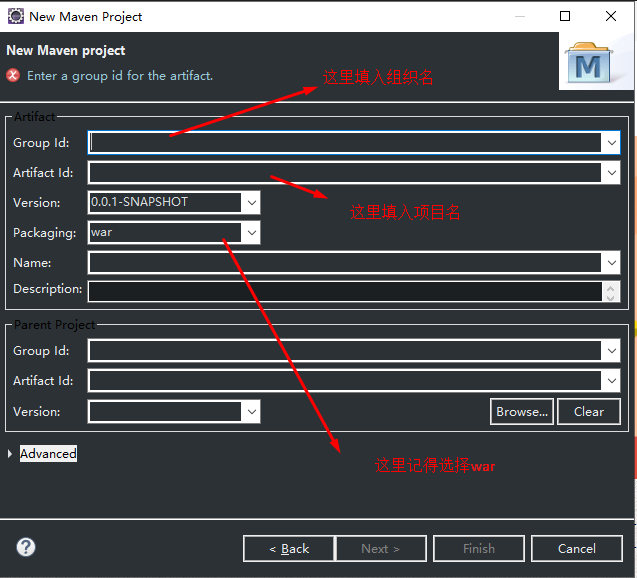 New Maven Project
New Maven project
Enter a group id for the artifact.
这里填入组织名
Artifact
Group Id:
Artifact Id:
Version: 0.0.1-SNAPSHOT
这里填入项目名
Packaging: war
Name:
Description:
Parent Project
Group Id:
Artifact Id:
Version: Browse... Clear
Advanced
这里记得选择war
? < Back Next > Finish Cancel